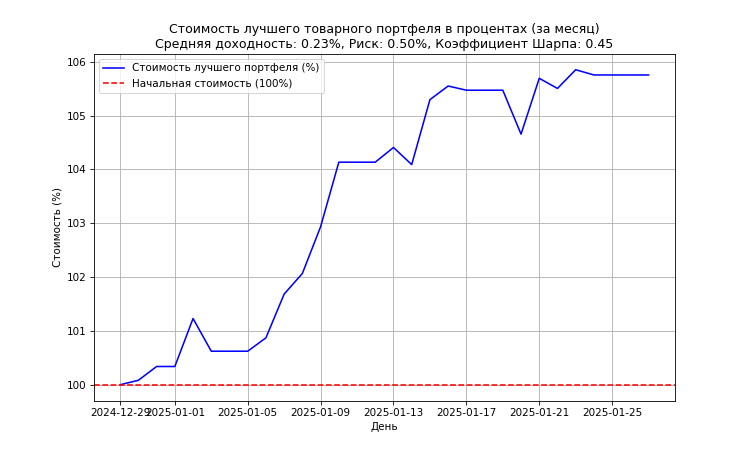 Стоимость лучшего товарного портфеля в процентах (за месяц)
Средняя доходность: 0.23%, Риск: 0.50%, Коэффициент Шарпа: 0.45
Стоимость лучшего портфеля (%)
Начальная стоимость (100%)
Стоимость (%)
106
105
104
103
102
101
100
2024-12-29 2025-01-01 2025-01-05 2025-01-09 2025-01-13 2025-01-17 2025-01-21 2025-01-25
День